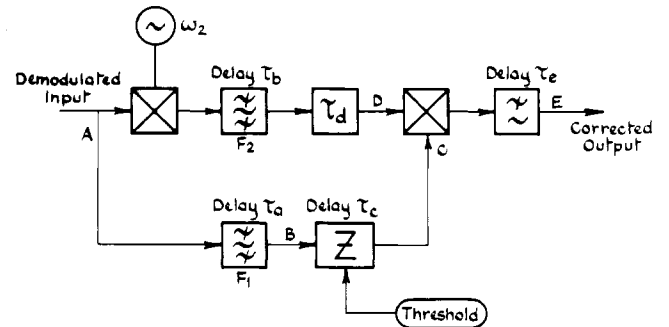 ω₂
Demodulated
Input
A
Delay τb
F₂
τd
D
C
Delay τe
E
Corrected
Output
Delay τa
F₁
B
Delay τc
Z
Threshold